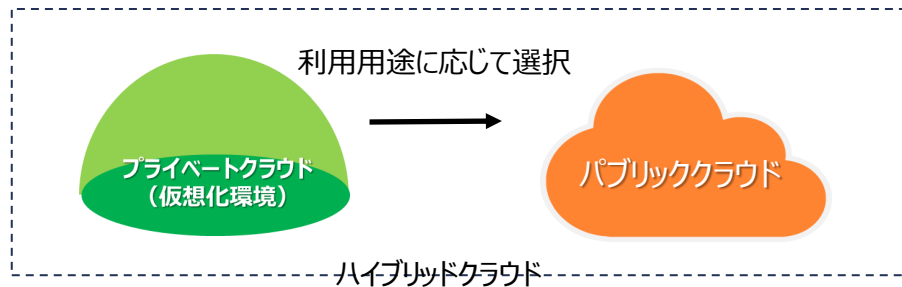 利用用途に応じて選択
プライベートクラウド
（仮想化環境）
パブリッククラウド
ハイブリッドクラウド